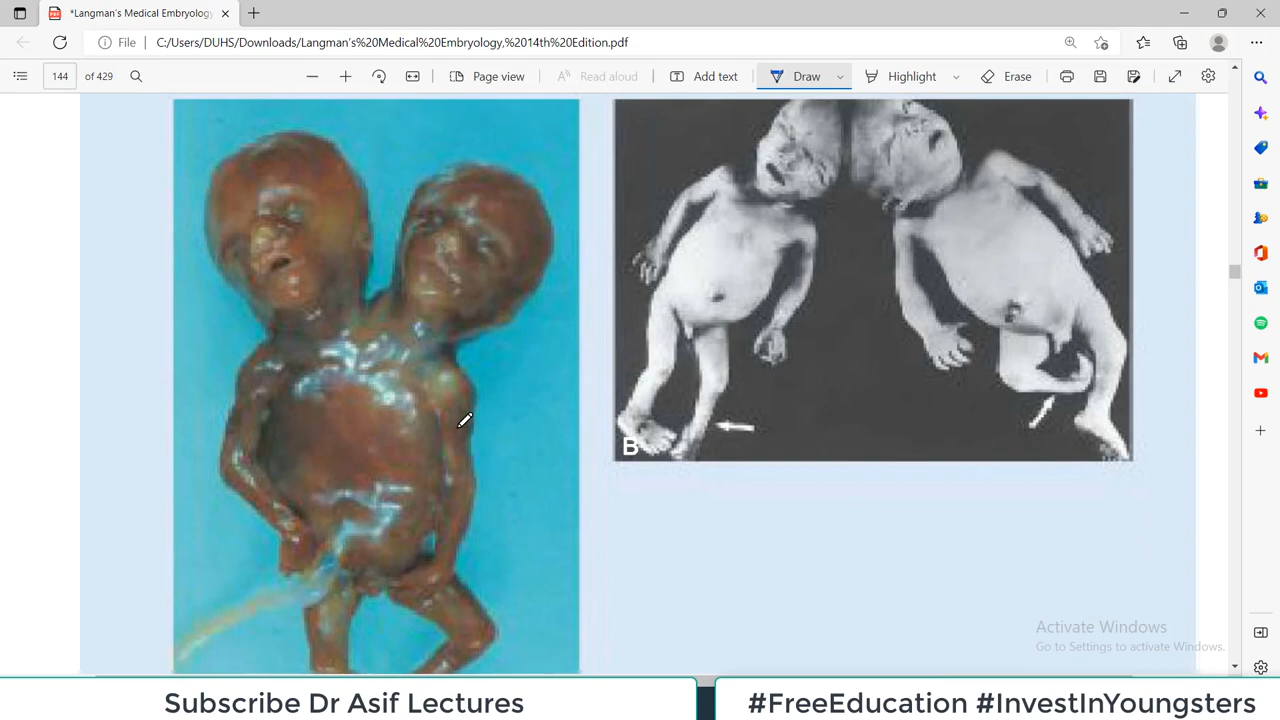 *Langman's Medical Embryology
File C:/Users/DUHS/Downloads/Langman's%20Medical%20Embryology,%2014th%20Edition.pdf
144 of 429 Page view Read aloud Add text Draw Highlight Erase
B
Activate Windows
Go to Settings to activate Windows.
Subscribe Dr Asif Lectures #FreeEducation #InvestInYoungsters